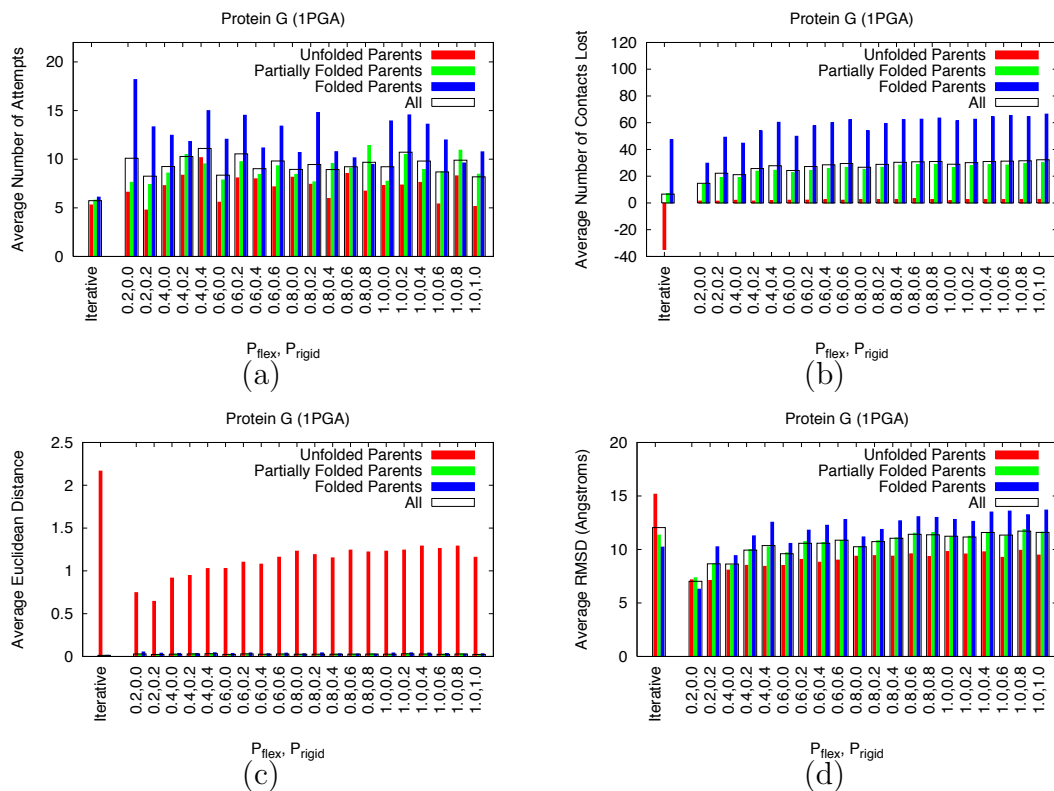 Protein G (1PGA)
Average Number of Attempts
20
15
10
5
0
Unfolded Parents
Partially Folded Parents
Folded Parents
All
Iterative
0.2,0.0
0.2,0.2
0.4,0.0
0.4,0.2
0.4,0.4
0.6,0.0
0.6,0.2
0.6,0.4
0.6,0.6
0.8,0.0
0.8,0.2
0.8,0.4
0.8,0.6
0.8,0.8
1.0,0.0
1.0,0.2
1.0,0.4
1.0,0.6
1.0,0.8
1.0,1.0
Pflex, Prigid
(a)
Protein G (1PGA)
Average Number of Contacts Lost
120
100
80
60
40
20
0
-20
-40
Unfolded Parents
Partially Folded Parents
Folded Parents
All
Iterative
0.2,0.0
0.2,0.2
0.4,0.0
0.4,0.2
0.4,0.4
0.6,0.0
0.6,0.2
0.6,0.4
0.6,0.6
0.8,0.0
0.8,0.2
0.8,0.4
0.8,0.6
0.8,0.8
1.0,0.0
1.0,0.2
1.0,0.4
1.0,0.6
1.0,0.8
1.0,1.0
Pflex, Prigid
(b)
Protein G (1PGA)
Average Euclidean Distance
2.5
2
1.5
1
0.5
0
Unfolded Parents
Partially Folded Parents
Folded Parents
All
Iterative
0.2,0.0
0.2,0.2
0.4,0.0
0.4,0.2
0.4,0.4
0.6,0.0
0.6,0.2
0.6,0.4
0.6,0.6
0.8,0.0
0.8,0.2
0.8,0.4
0.8,0.6
0.8,0.8
1.0,0.0
1.0,0.2
1.0,0.4
1.0,0.6
1.0,0.8
1.0,1.0
Pflex, Prigid
(c)
Protein G (1PGA)
Average RMSD (Angstroms)
20
15
10
5
0
Unfolded Parents
Partially Folded Parents
Folded Parents
All
Iterative
0.2,0.0
0.2,0.2
0.4,0.0
0.4,0.2
0.4,0.4
0.6,0.0
0.6,0.2
0.6,0.4
0.6,0.6
0.8,0.0
0.8,0.2
0.8,0.4
0.8,0.6
0.8,0.8
1.0,0.0
1.0,0.2
1.0,0.4
1.0,0.6
1.0,0.8
1.0,1.0
Pflex, Prigid
(d)